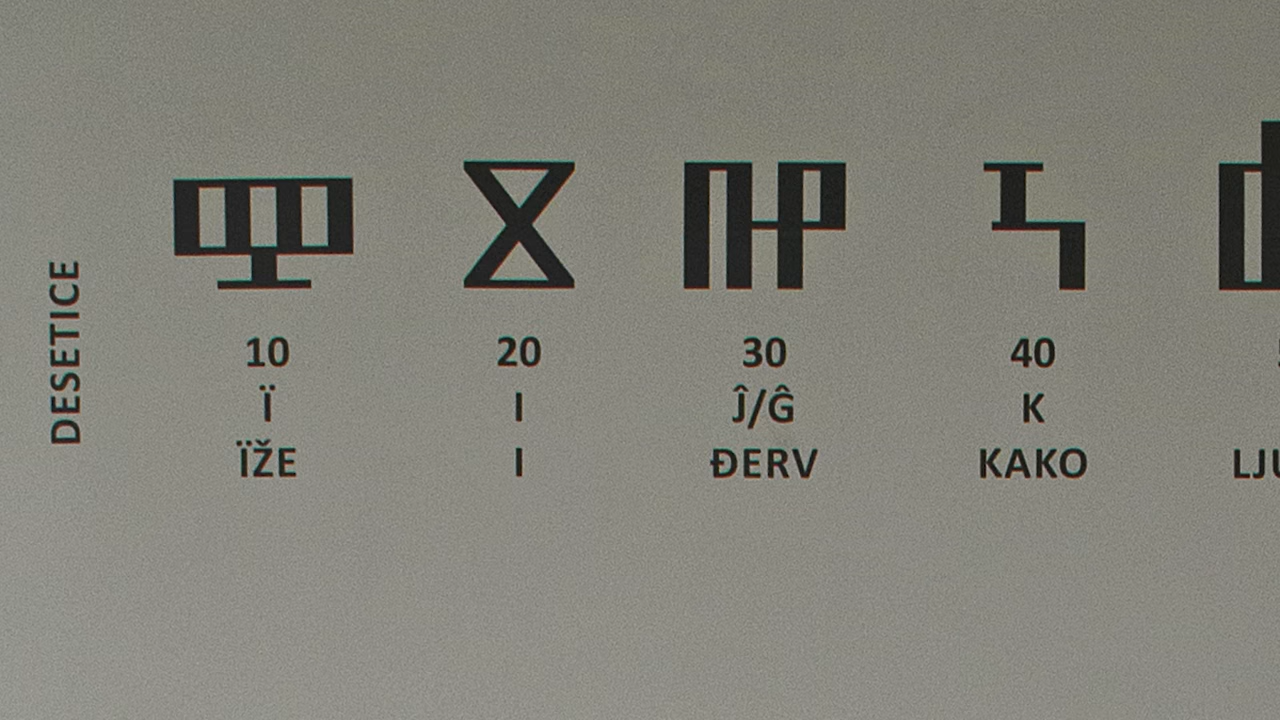 DESETICE
Ⰹ Ⰻ Ⰼ Ⰽ
10 20 30 40
Ï I Ĵ/Ĝ K
ÏŽE I ĐERV KAKO